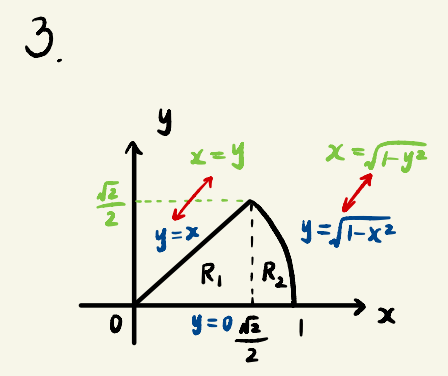 3.
y
x = y
x = √(1-y²)
√2/2
y = x
y = √(1-x²)
R₁
R₂
0
y = 0
√2/2
1
x